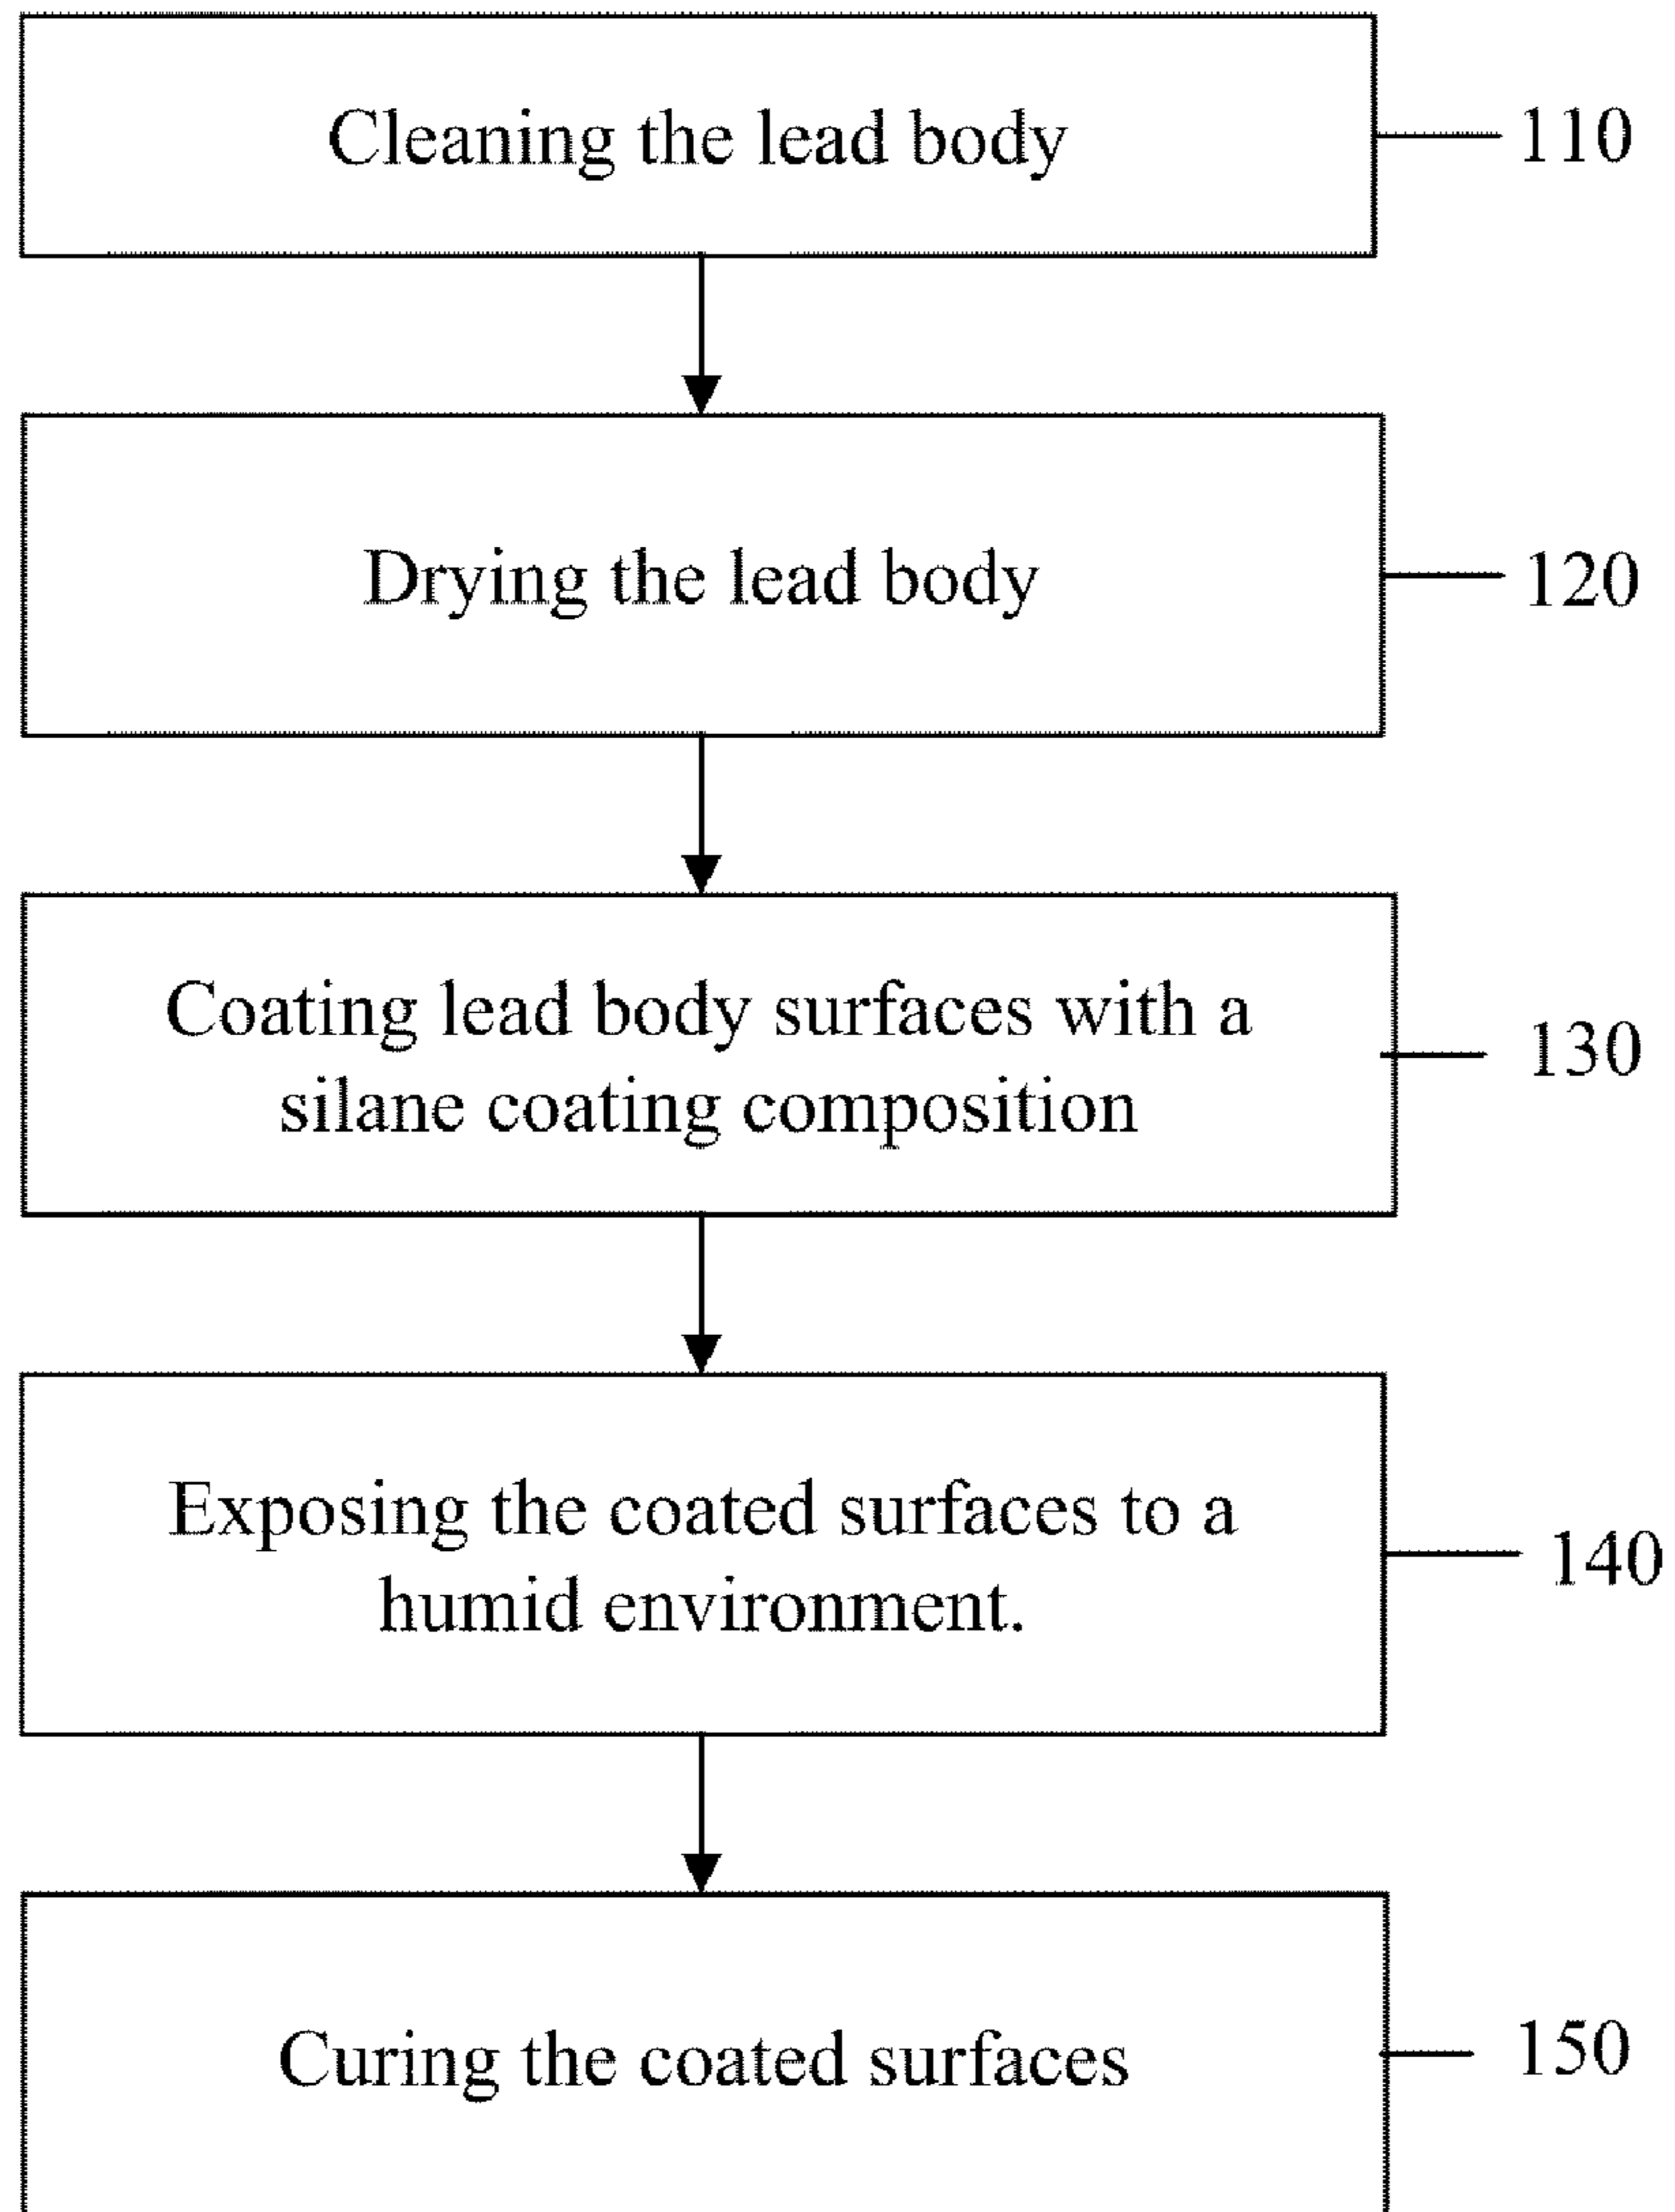 Cleaning the lead body
110
Drying the lead body
120
Coating lead body surfaces with a
silane coating composition
130
Exposing the coated surfaces to a
humid environment.
140
Curing the coated surfaces
150